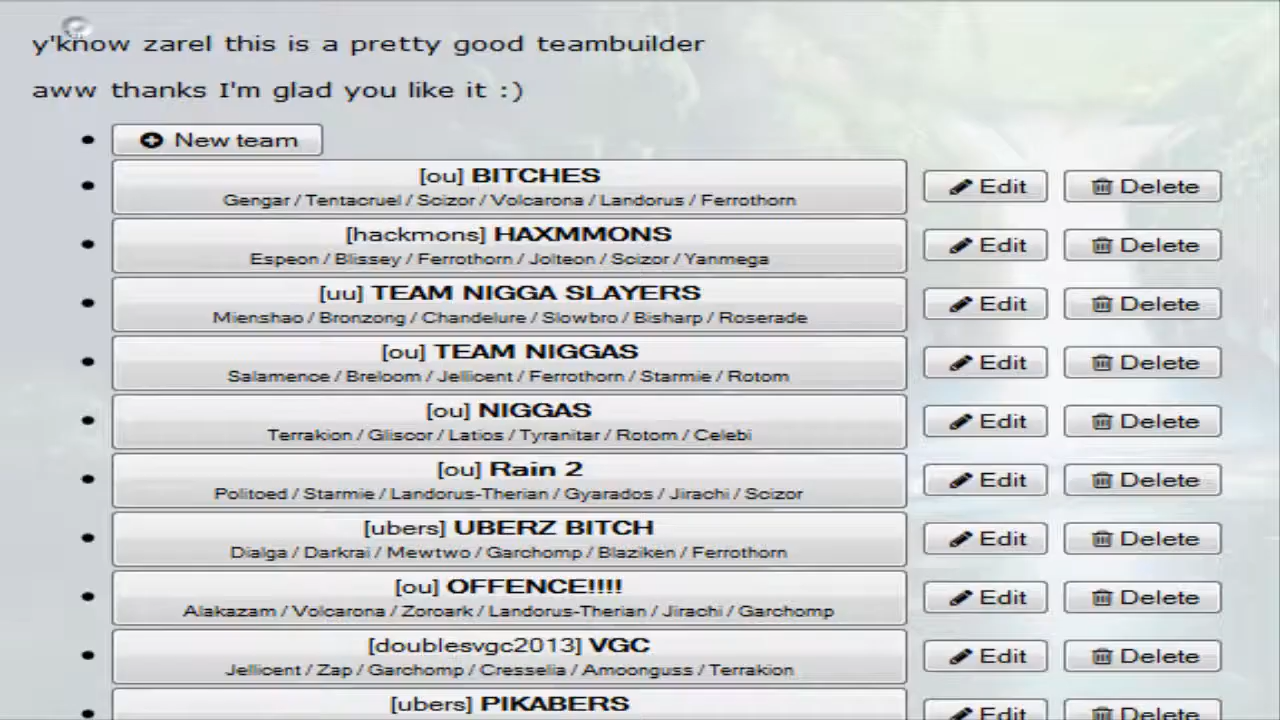 y'know zarel this is a pretty good teambuilder
aww thanks I'm glad you like it :)
New team
[ou] BITCHES
Gengar / Tentacruel / Scizor / Volcarona / Landorus / Ferrothorn
Edit Delete
[hackmons] HAXMMONS
Espeon / Blissey / Ferrothorn / Jolteon / Scizor / Yanmega
Edit Delete
[uu] TEAM NIGGA SLAYERS
Mienshao / Bronzong / Chandelure / Slowbro / Bisharp / Roserade
Edit Delete
[ou] TEAM NIGGAS
Salamence / Breloom / Jellicent / Ferrothorn / Starmie / Rotom
Edit Delete
[ou] NIGGAS
Terrakion / Gliscor / Latios / Tyranitar / Rotom / Celebi
Edit Delete
[ou] Rain 2
Politoed / Starmie / Landorus-Therian / Gyarados / Jirachi / Scizor
Edit Delete
[ubers] UBERZ BITCH
Dialga / Darkrai / Mewtwo / Garchomp / Blaziken / Ferrothorn
Edit Delete
[ou] OFFENCE!!!!
Alakazam / Volcarona / Zoroark / Landorus-Therian / Jirachi / Garchomp
Edit Delete
[doublesvgc2013] VGC
Jellicent / Zap / Garchomp / Cresselia / Amoonguss / Terrakion
Edit Delete
[ubers] PIKABERS
Edit Delete